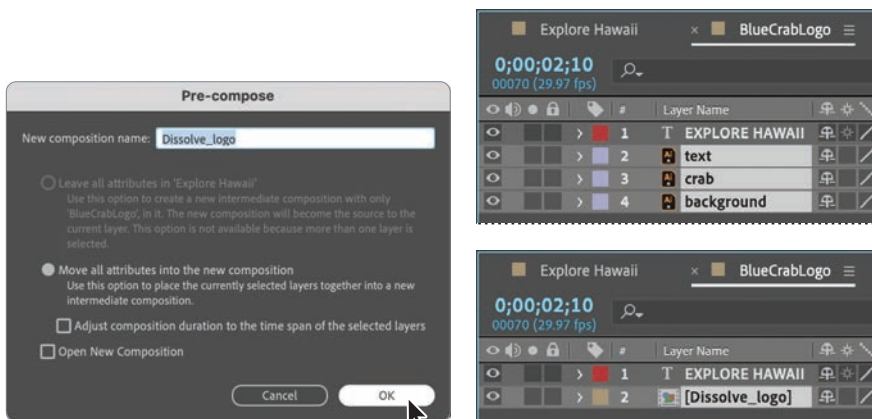 Pre-compose
New composition name: Dissolve_logo
Leave all attributes in 'Explore Hawaii'
Use this option to create a new intermediate composition with only
'BlueCrabLogo', in it. The new composition will become the source to the
current layer. This option is not available because more than one layer is
selected.
Move all attributes into the new composition
Use this option to place the currently selected layers together into a new
intermediate composition.
Adjust composition duration to the time span of the selected layers
Open New Composition
Cancel OK
Explore Hawaii × BlueCrabLogo
0;00;02;10
00070 (29.97 fps)
# Layer Name
1 T EXPLORE HAWAII
2 Ai text
3 Ai crab
4 Ai background
Explore Hawaii × BlueCrabLogo
0;00;02;10
00070 (29.97 fps)
# Layer Name
1 T EXPLORE HAWAII
2 [Dissolve_logo]